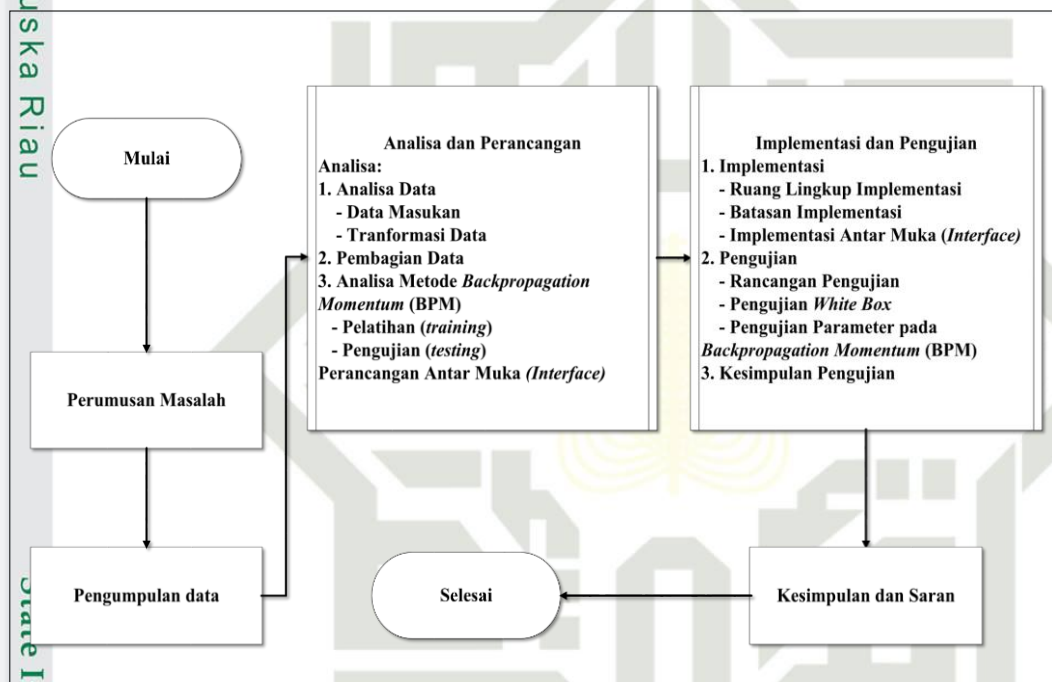 uska Riau
State I
Mulai
Perumusan Masalah
Pengumpulan data
Analisa dan Perancangan
Analisa:
1. Analisa Data
- Data Masukan
- Tranformasi Data
2. Pembagian Data
3. Analisa Metode Backpropagation
Momentum (BPM)
- Pelatihan (training)
- Pengujian (testing)
Perancangan Antar Muka (Interface)
Implementasi dan Pengujian
1. Implementasi
- Ruang Lingkup Implementasi
- Batasan Implementasi
- Implementasi Antar Muka (Interface)
2. Pengujian
- Rancangan Pengujian
- Pengujian White Box
- Pengujian Parameter pada
Backpropagation Momentum (BPM)
3. Kesimpulan Pengujian
Kesimpulan dan Saran
Selesai